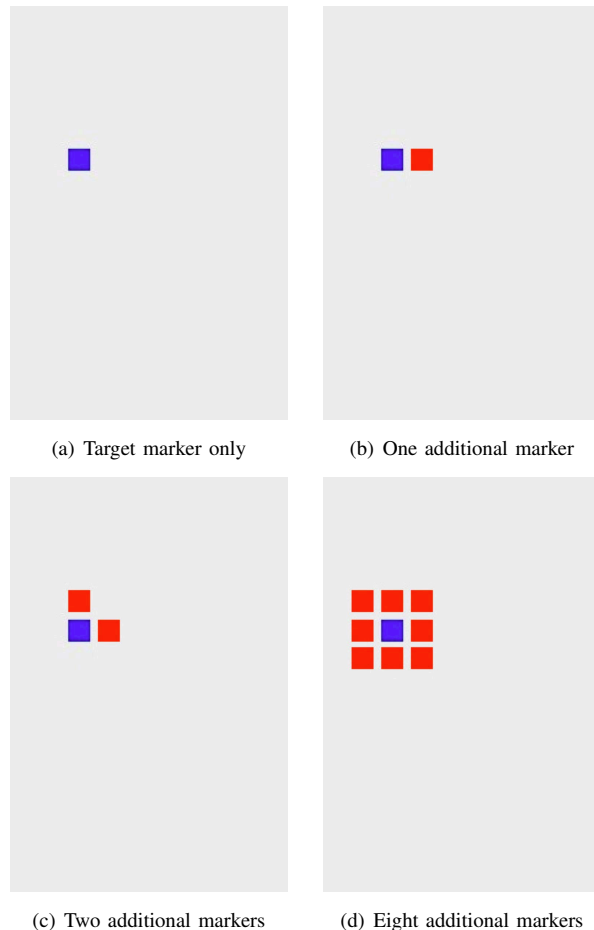 (a) Target marker only
(b) One additional marker
(c) Two additional markers
(d) Eight additional markers